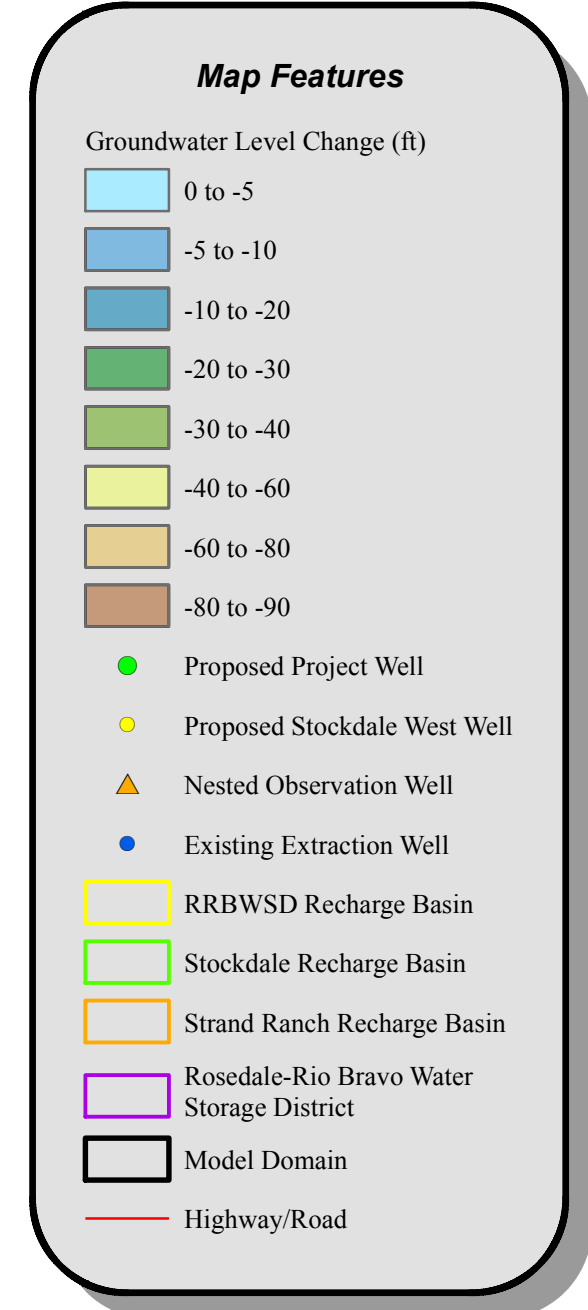 Map Features
Groundwater Level Change (ft)
0 to -5
-5 to -10
-10 to -20
-20 to -30
-30 to -40
-40 to -60
-60 to -80
-80 to -90
Proposed Project Well
Proposed Stockdale West Well
Nested Observation Well
Existing Extraction Well
RRBWSD Recharge Basin
Stockdale Recharge Basin
Strand Ranch Recharge Basin
Rosedale-Rio Bravo Water
Storage District
Model Domain
Highway/Road